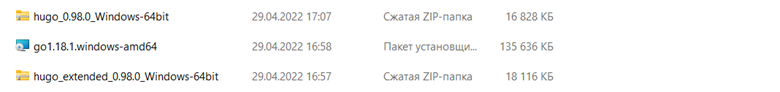 hugo_0.98.0_Windows-64bit 29.04.2022 17:07 Сжатая ZIP-папка 16 828 КБ
go1.18.1.windows-amd64 29.04.2022 16:58 Пакет установщи... 135 636 КБ
hugo_extended_0.98.0_Windows-64bit 29.04.2022 16:57 Сжатая ZIP-папка 18 116 КБ